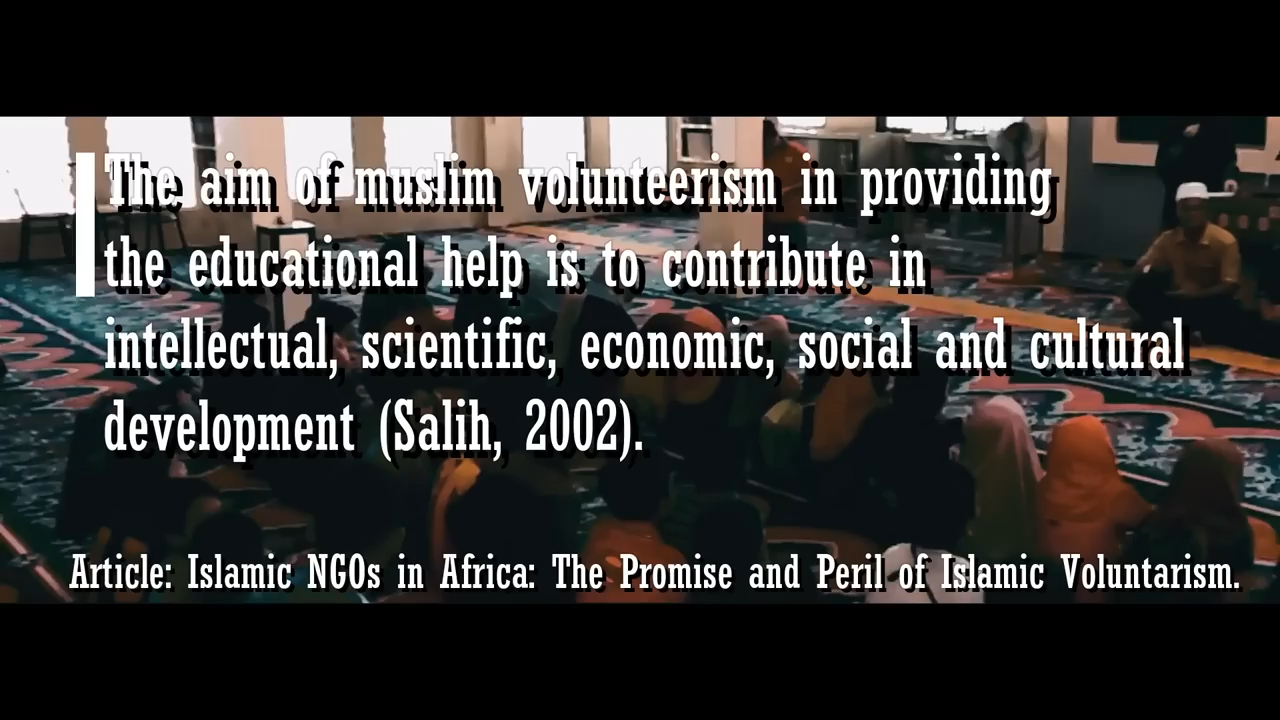 The aim of muslim volunteerism in providing
the educational help is to contribute in
intellectual, scientific, economic, social and cultural
development (Salih, 2002).
Article: Islamic NGOs in Africa: The Promise and Peril of Islamic Voluntarism.